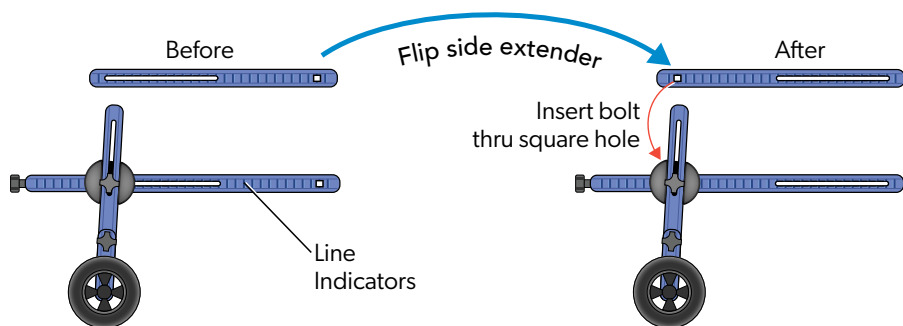 Before
Flip side extender
After
Insert bolt
thru square hole
Line
Indicators